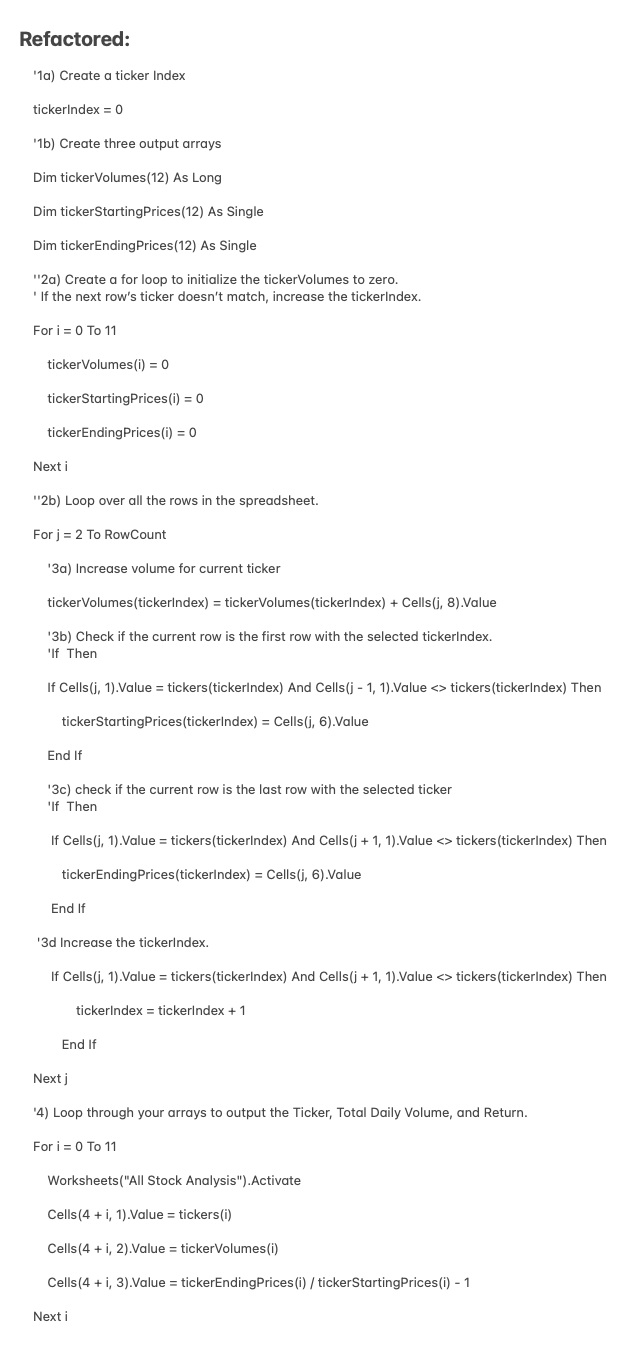 Refactored:
'1a) Create a ticker Index
tickerIndex = 0
'1b) Create three output arrays
Dim tickerVolumes(12) As Long
Dim tickerStartingPrices(12) As Single
Dim tickerEndingPrices(12) As Single
''2a) Create a for loop to initialize the tickerVolumes to zero.
' If the next row’s ticker doesn’t match, increase the tickerIndex.
For i = 0 To 11
tickerVolumes(i) = 0
tickerStartingPrices(i) = 0
tickerEndingPrices(i) = 0
Next i
''2b) Loop over all the rows in the spreadsheet.
For j = 2 To RowCount
'3a) Increase volume for current ticker
tickerVolumes(tickerIndex) = tickerVolumes(tickerIndex) + Cells(j, 8).Value
'3b) Check if the current row is the first row with the selected tickerIndex.
'If  Then
If Cells(j, 1).Value = tickers(tickerIndex) And Cells(j - 1, 1).Value <> tickers(tickerIndex) Then
tickerStartingPrices(tickerIndex) = Cells(j, 6).Value
End If
'3c) check if the current row is the last row with the selected ticker
'If  Then
If Cells(j, 1).Value = tickers(tickerIndex) And Cells(j + 1, 1).Value <> tickers(tickerIndex) Then
tickerEndingPrices(tickerIndex) = Cells(j, 6).Value
End If
'3d Increase the tickerIndex.
If Cells(j, 1).Value = tickers(tickerIndex) And Cells(j + 1, 1).Value <> tickers(tickerIndex) Then
tickerIndex = tickerIndex + 1
End If
Next j
'4) Loop through your arrays to output the Ticker, Total Daily Volume, and Return.
For i = 0 To 11
Worksheets("All Stock Analysis").Activate
Cells(4 + i, 1).Value = tickers(i)
Cells(4 + i, 2).Value = tickerVolumes(i)
Cells(4 + i, 3).Value = tickerEndingPrices(i) / tickerStartingPrices(i) - 1
Next i